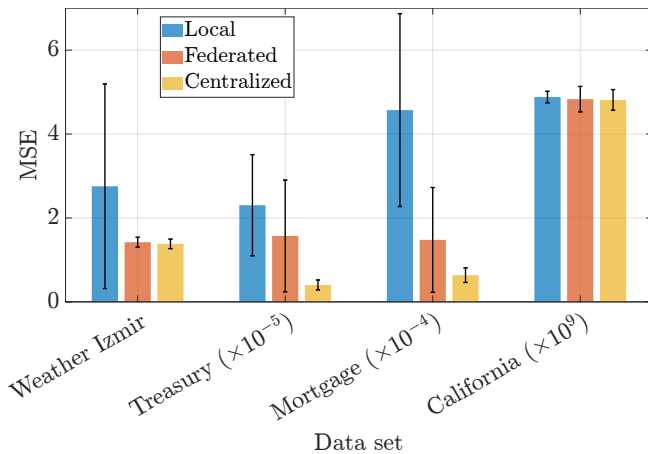 Local
Federated
Centralized
MSE
6
4
2
0
Weather Izmir
Treasury (×10⁻⁵)
Mortgage (×10⁻⁴)
California (×10⁹)
Data set